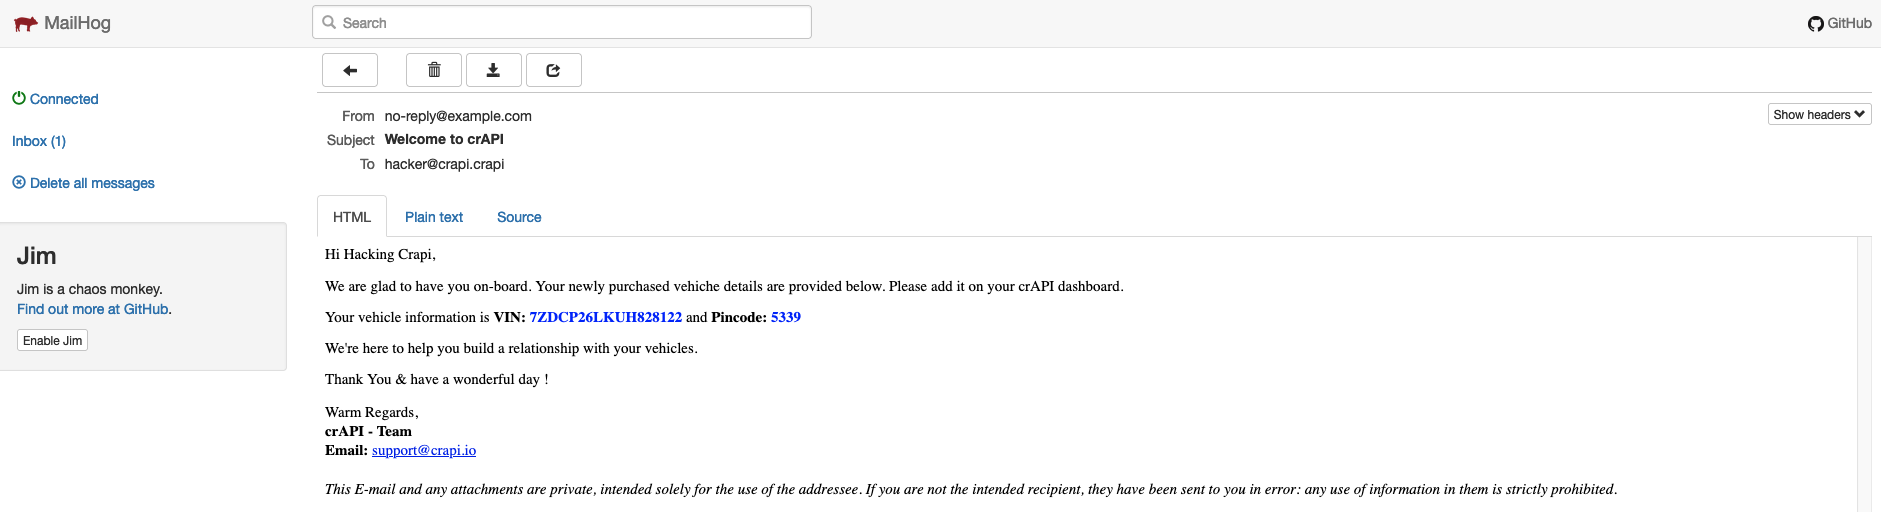 MailHog
Search
GitHub
Connected
Inbox (1)
Delete all messages
Jim
Jim is a chaos monkey.
Find out more at GitHub.
Enable Jim
From no-reply@example.com
Show headers
Subject Welcome to crAPI
To hacker@crapi.crapi
HTML Plain text Source
Hi Hacking Crapi,
We are glad to have you on-board. Your newly purchased vehiche details are provided below. Please add it on your crAPI dashboard.
Your vehicle information is VIN: 7ZDCP26LKUH828122 and Pincode: 5339
We're here to help you build a relationship with your vehicles.
Thank You & have a wonderful day !
Warm Regards,
crAPI - Team
Email: support@crapi.io
This E-mail and any attachments are private, intended solely for the use of the addressee. If you are not the intended recipient, they have been sent to you in error: any use of information in them is strictly prohibited.